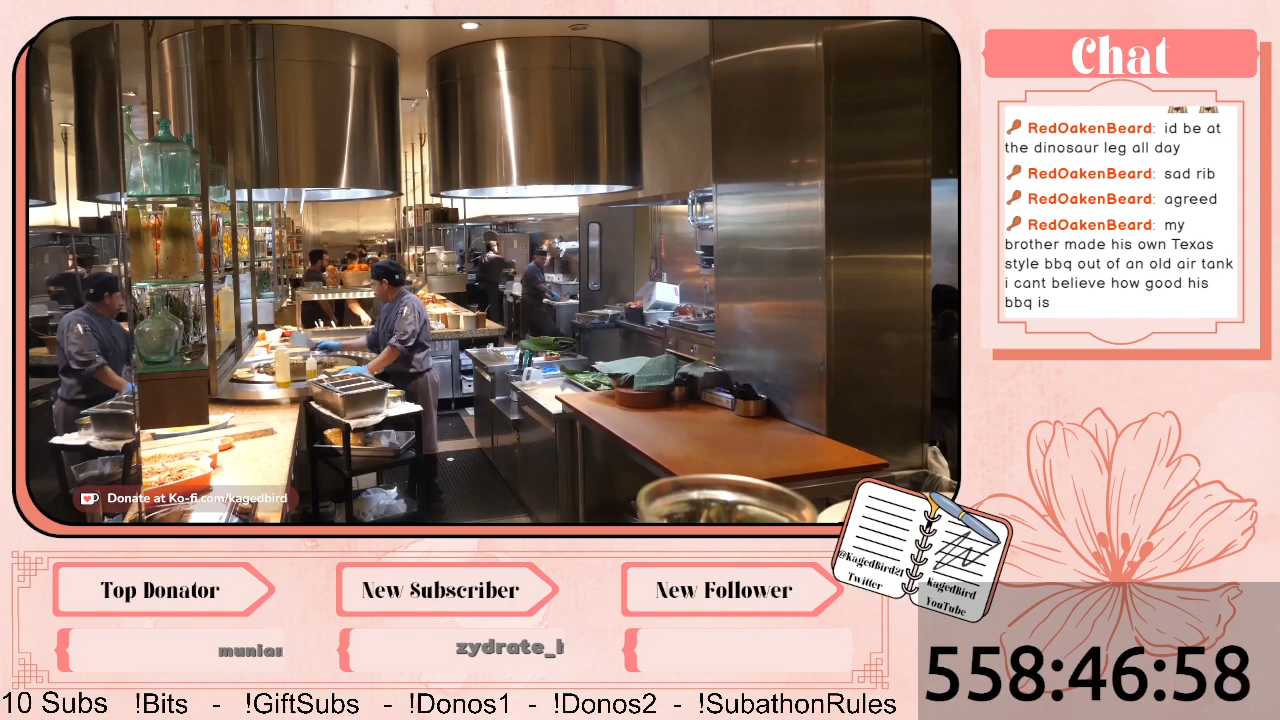 Chat
RedOakenBeard: id be at
the dinosaur leg all day
RedOakenBeard: sad rib
RedOakenBeard: agreed
RedOakenBeard: my
brother made his own Texas
style bbq out of an old air tank
i cant believe how good his
bbq is
Donate at Ko-fi.com/kagedbird
@KagedBird21
Twitter
KagedBird
YouTube
Top Donator
New Subscriber
New Follower
zydrate_
558:46:58
10 Subs !Bits - !GiftSubs - !Donos1 - !Donos2 - !SubathonRules